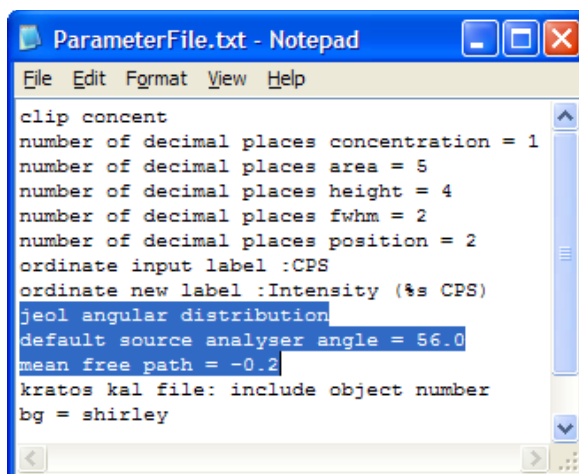 ParameterFile.txt - Notepad
File Edit Format View Help
clip concent
number of decimal places concentration = 1
number of decimal places area = 5
number of decimal places height = 4
number of decimal places fwhm = 2
number of decimal places position = 2
ordinate input label :CPS
ordinate new label :Intensity (%s CPS)
jeol angular distribution
default source analyser angle = 56.0
mean free path = -0.2
kratos kal file: include object number
bg = shirley